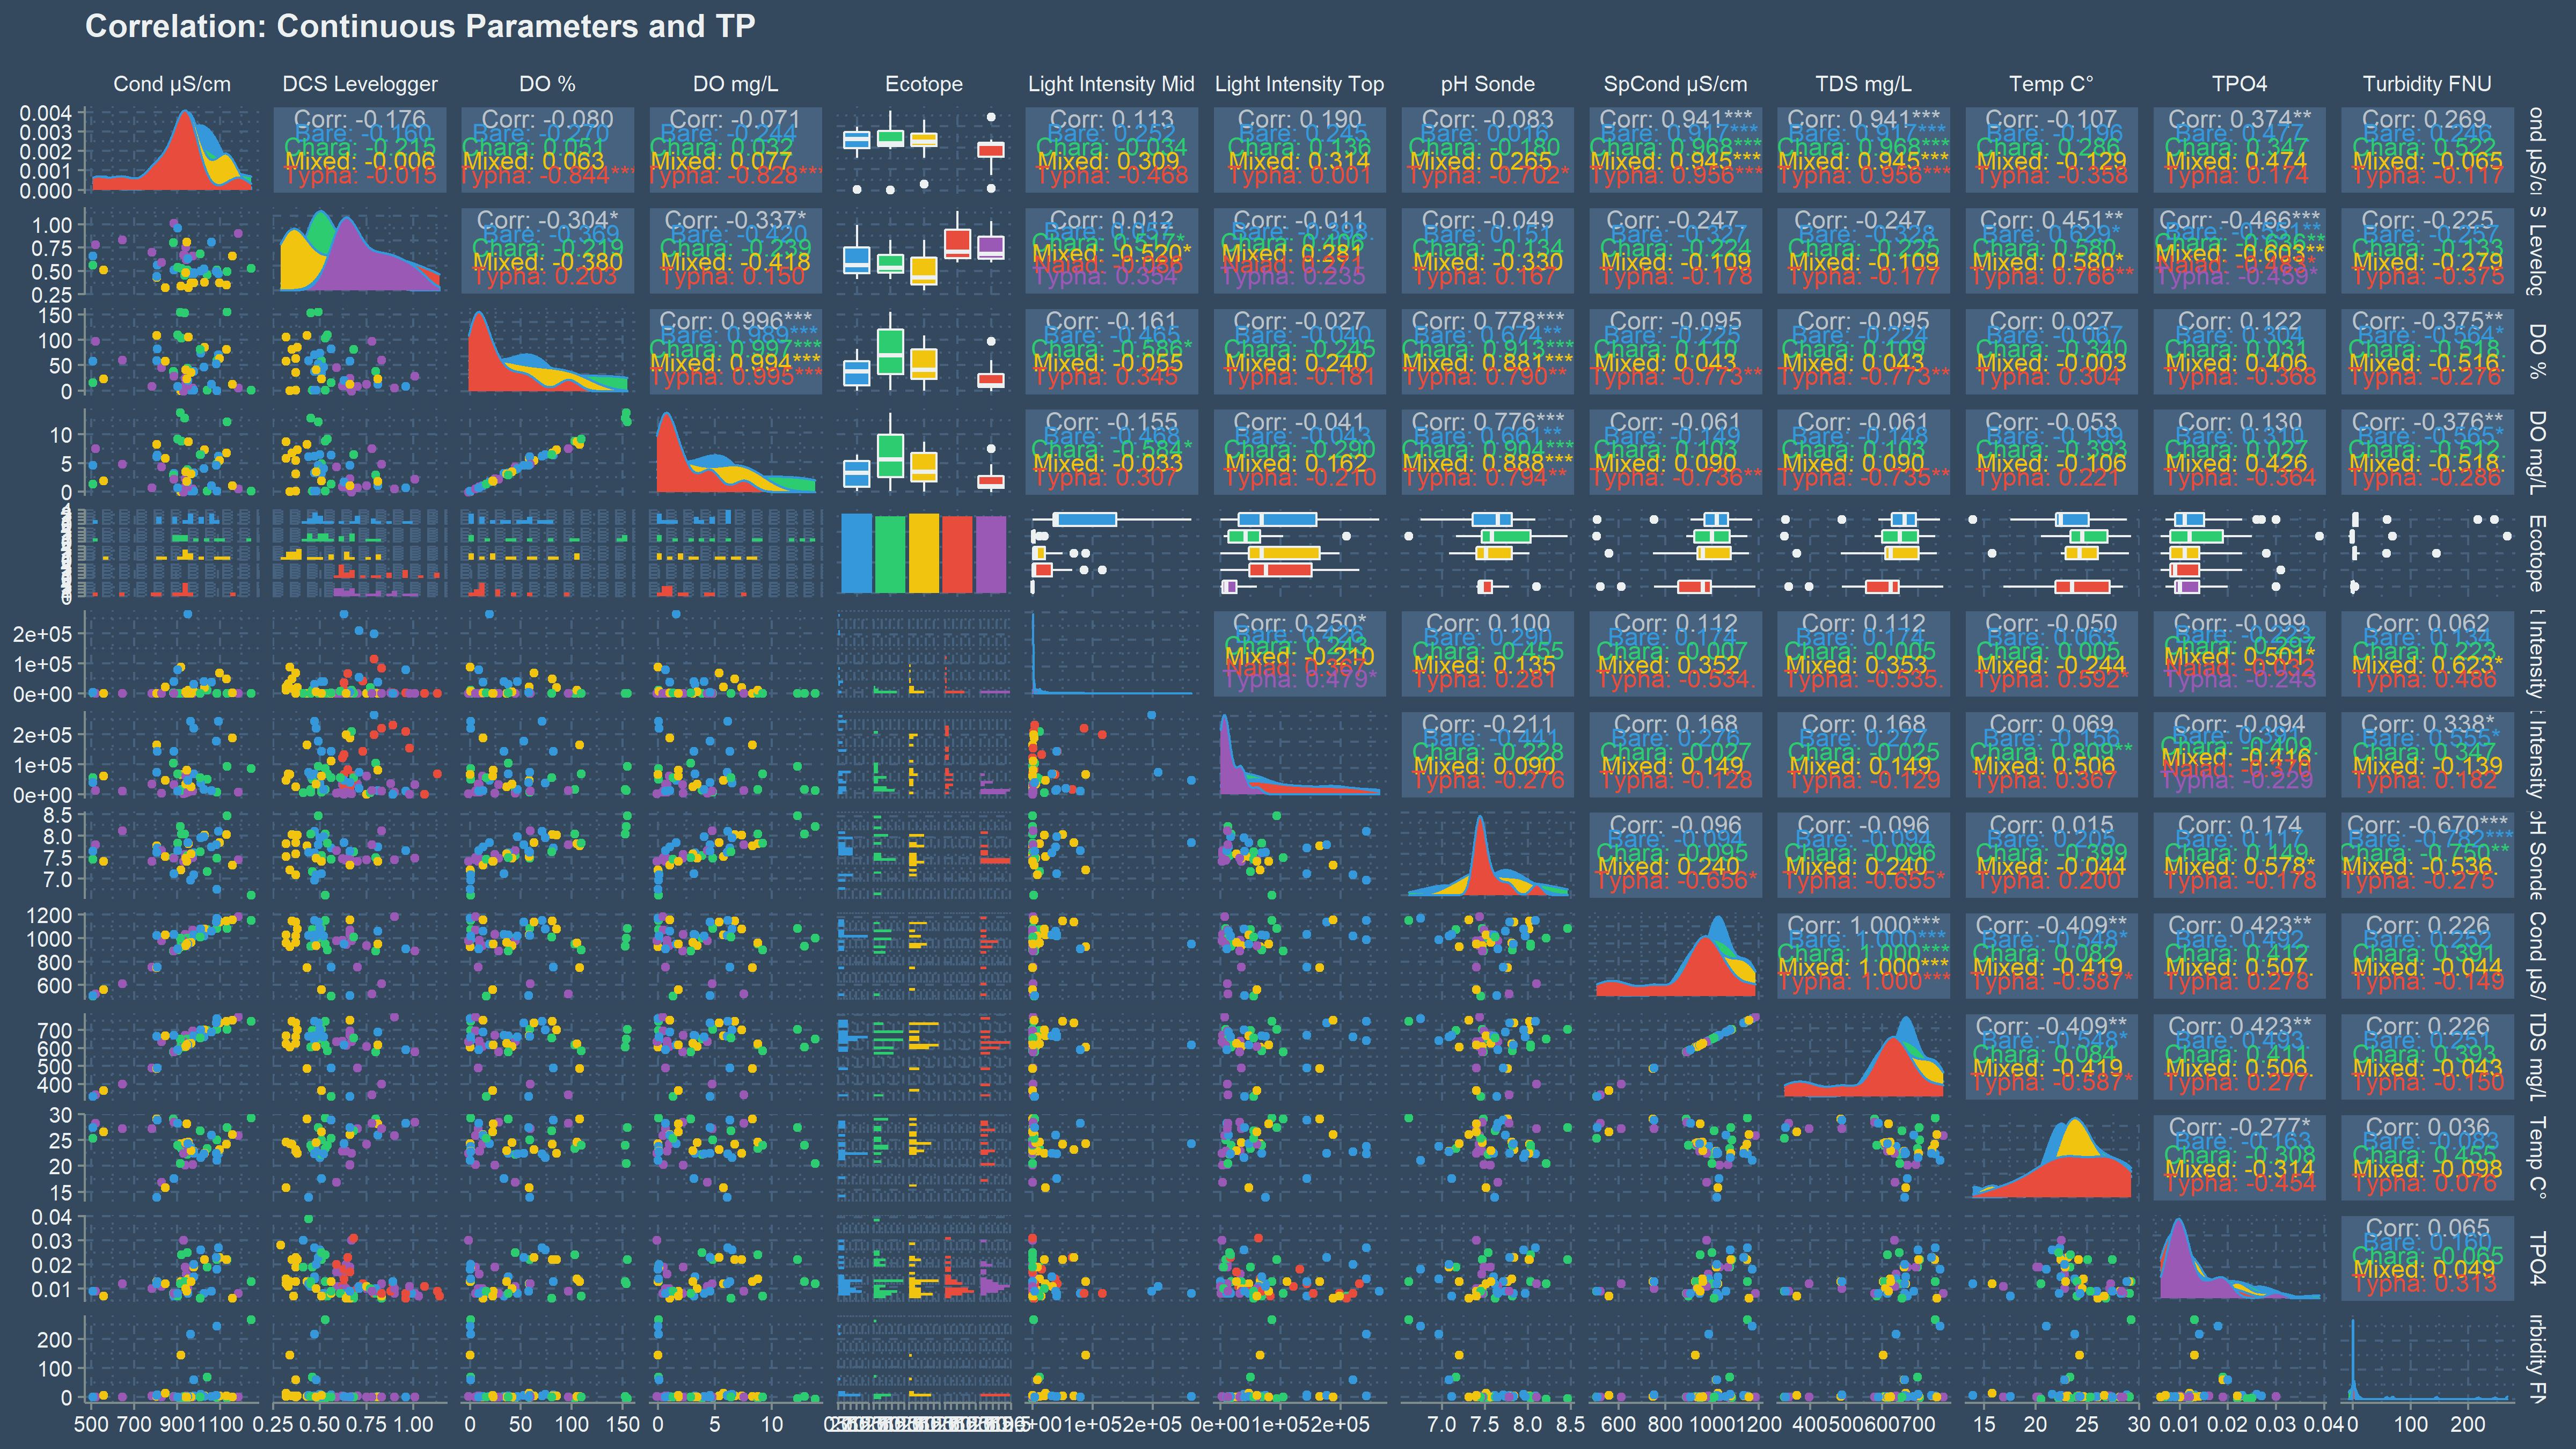 Correlation: Continuous Parameters and TP
Cond µS/cm DCS Levelogger DO % DO mg/L Ecotope Light Intensity Mid Light Intensity Top pH Sonde SpCond µS/cm TDS mg/L Temp C° TPO4 Turbidity FNU
0.004
0.003
0.002
0.001
0.000
Corr: -0.176
Bare: -0.160
Chara: -0.215
Mixed: -0.006
Typha: -0.015
Corr: -0.080
Bare: -0.270
Chara: 0.051
Mixed: 0.063
Typha: -0.844***
Corr: -0.071
Bare: -0.244
Chara: 0.032
Mixed: 0.077
Typha: -0.828***
Corr: 0.113
Bare: 0.252
Chara: -0.034
Mixed: 0.309
Typha: -0.468
Corr: 0.190
Bare: 0.245
Chara: 0.136
Mixed: 0.314
Typha: 0.001
Corr: -0.083
Bare: 0.016
Chara: -0.180
Mixed: 0.265
Typha: -0.702*
Corr: 0.941***
Bare: 0.917***
Chara: 0.968***
Mixed: 0.945***
Typha: 0.956***
Corr: 0.941***
Bare: 0.917***
Chara: 0.968***
Mixed: 0.945***
Typha: 0.956***
Corr: -0.107
Bare: -0.196
Chara: 0.286
Mixed: -0.129
Typha: -0.358
Corr: 0.374**
Bare: 0.477
Chara: 0.347
Mixed: 0.474
Typha: 0.174
Corr: 0.269
Bare: 0.246
Chara: 0.522
Mixed: -0.065
Typha: -0.117
ond µS/c
1.00
0.75
0.50
0.25
Corr: -0.304*
Bare: -0.369
Chara: -0.219
Mixed: -0.380
Typha: 0.203
Corr: -0.337*
Chara: -0.239
Mixed: -0.418
Typha: 0.150
Corr: 0.012
Mixed: -0.520*
Typha: 0.354
Corr: -0.011
Mixed: 0.281
Typha: 0.235
Corr: -0.049
Chara: -0.134
Mixed: -0.330
Typha: 0.167
Corr: -0.247
Chara: -0.224
Mixed: -0.109
Typha: -0.178
Corr: -0.247
Bare: -0.328
Chara: -0.225
Mixed: -0.109
Typha: -0.177
Corr: 0.451**
Chara: 0.580
Mixed: 0.580*
Typha: 0.766**
Corr: -0.466***
Mixed: -0.603**
Typha: -0.459*
Corr: -0.225
Chara: -0.133
Mixed: -0.279
Typha: -0.375
S Levelog
150
100
50
0
Corr: 0.996***
Bare: 0.989***
Chara: 0.997***
Mixed: 0.994***
Typha: 0.995***
Corr: -0.161
Bare: -0.465
Mixed: -0.055
Typha: 0.345
Corr: -0.027
Bare: -0.040
Chara: -0.245
Mixed: 0.240
Typha: -0.181
Corr: 0.778***
Bare: 0.674**
Chara: 0.913***
Mixed: 0.881***
Typha: 0.790**
Corr: -0.095
Bare: -0.225
Chara: 0.110
Mixed: 0.043
Typha: -0.773**
Corr: -0.095
Bare: -0.224
Chara: 0.109
Mixed: 0.043
Typha: -0.773**
Corr: 0.027
Bare: -0.067
Chara: -0.340
Mixed: -0.003
Typha: 0.304
Corr: 0.122
Bare: 0.304
Chara: 0.031
Mixed: 0.406
Typha: -0.368
Corr: -0.375**
Bare: -0.564*
Chara: -0.518
Mixed: -0.516.
Typha: -0.276
DO %
10
5
0
Corr: -0.155
Bare: -0.468
Chara: -0.584*
Mixed: -0.083
Typha: 0.307
Corr: -0.041
Bare: -0.043
Chara: -0.290
Mixed: 0.162
Typha: -0.210
Corr: 0.776***
Bare: 0.661**
Chara: 0.904***
Mixed: 0.888***
Typha: 0.794**
Corr: -0.061
Bare: -0.149
Chara: 0.103
Mixed: 0.090
Typha: -0.736**
Corr: -0.061
Bare: -0.148
Chara: 0.102
Mixed: 0.090
Typha: -0.735**
Corr: -0.053
Bare: -0.199
Chara: -0.393
Mixed: -0.106
Typha: 0.221
Corr: 0.130
Bare: 0.310
Chara: 0.027
Mixed: 0.426
Typha: -0.364
Corr: -0.376**
Bare: -0.565*
Chara: -0.512
Mixed: -0.518.
Typha: -0.286
DO mg/L
Ecotope
2e+05
1e+05
0e+00
Corr: 0.250*
Mixed: 0.210
Typha: 0.479*
Corr: 0.100
Bare: 0.290
Chara: -0.455
Mixed: 0.135
Typha: 0.281
Corr: 0.112
Bare: 0.174
Chara: -0.007
Mixed: 0.352
Typha: -0.534.
Corr: 0.112
Bare: 0.174
Chara: -0.005
Mixed: 0.353
Typha: -0.535.
Corr: -0.050
Bare: 0.063
Chara: 0.005
Mixed: -0.244
Typha: 0.592*
Corr: -0.099
Mixed: 0.501*
Naiad: -0.032
Typha: -0.243
Corr: 0.062
Bare: 0.134
Chara: 0.223
Mixed: 0.623*
Typha: 0.486
Intensity
2e+05
1e+05
0e+00
Corr: -0.211
Bare: -0.441
Chara: -0.228
Mixed: 0.090
Typha: -0.276
Corr: 0.168
Bare: 0.276
Chara: -0.027
Mixed: 0.149
Typha: -0.128
Corr: 0.168
Bare: 0.277
Chara: -0.025
Mixed: 0.149
Typha: -0.129
Corr: 0.069
Chara: 0.809**
Mixed: 0.506
Typha: 0.367
Corr: -0.094
Mixed: -0.416.
Typha: -0.229
Corr: 0.338*
Bare: 0.555*
Chara: 0.347
Mixed: -0.139
Typha: 0.182
Intensity
8.5
8.0
7.5
7.0
Corr: -0.096
Bare: -0.094
Chara: -0.095
Mixed: 0.240
Typha: -0.656*
Corr: -0.096
Bare: -0.094
Chara: -0.096
Mixed: 0.240
Typha: -0.655*
Corr: 0.015
Bare: 0.205
Chara: -0.399
Mixed: -0.044
Typha: 0.200
Corr: 0.174
Bare: 0.117
Chara: 0.149
Mixed: 0.578*
Typha: -0.178
Corr: -0.670***
Bare: -0.792***
Chara: -0.750**
Mixed: -0.536.
Typha: -0.275
pH Sonde
1200
1000
800
600
Corr: 1.000***
Bare: 1.000***
Chara: 1.000***
Mixed: 1.000***
Typha: 1.000***
Corr: -0.409**
Bare: -0.548*
Chara: 0.082
Mixed: -0.419
Typha: -0.587*
Corr: 0.423**
Bare: 0.492
Chara: 0.412
Mixed: 0.507.
Typha: 0.278
Corr: 0.226
Bare: 0.252
Chara: 0.391
Mixed: -0.044
Typha: -0.149
Cond µS/
700
600
500
400
Corr: -0.409**
Bare: -0.548*
Chara: 0.084
Mixed: -0.419
Typha: -0.587*
Corr: 0.423**
Bare: 0.493
Chara: 0.411
Mixed: 0.506.
Typha: 0.277
Corr: 0.226
Bare: 0.251
Chara: 0.393
Mixed: -0.043
Typha: -0.150
TDS mg/L
30
25
20
15
Corr: -0.277*
Bare: -0.163
Chara: -0.308
Mixed: -0.314
Typha: -0.454
Corr: 0.036
Bare: -0.083
Chara: 0.455
Mixed: -0.098
Typha: 0.076
Temp C°
0.04
0.03
0.02
0.01
Corr: 0.065
Bare: 0.160
Chara: -0.065
Mixed: 0.049
Typha: 0.313
TPO4
200
100
0
urbidity FN
500 700 900 1100 0.25 0.50 0.75 1.00 0 50 100 150 0 5 10
1e+05 2e+05 0e+00 1e+05 2e+05 7.0 7.5 8.0 8.5 600 800 1000 1200 400 500 600 700 15 20 25 30 0.01 0.02 0.03 0.04 0 100 200